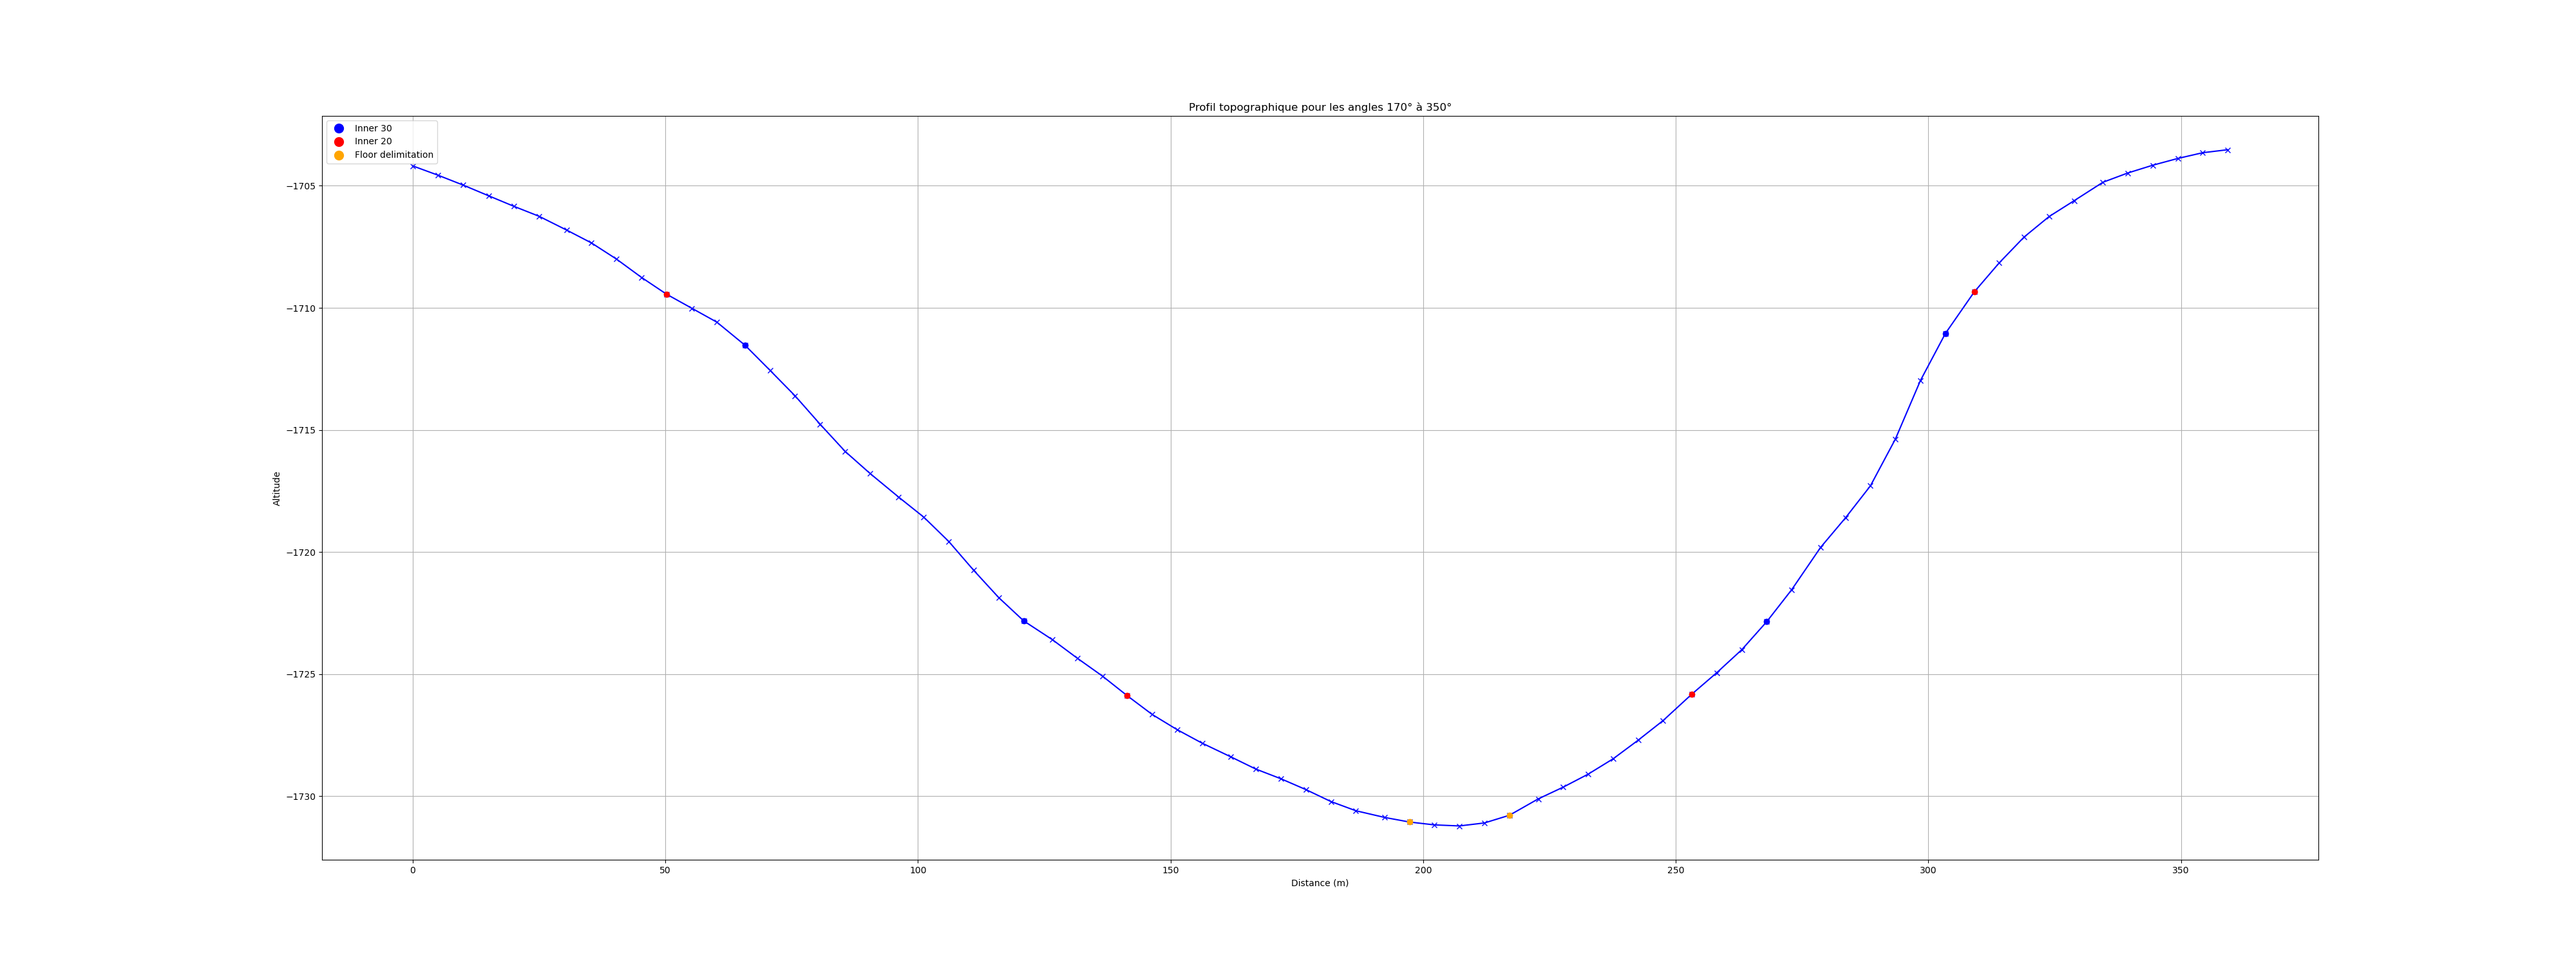 Profil topographique pour les angles 170° à 350°
Inner 30
Inner 20
Floor delimitation
−1705
−1710
−1715
−1720
−1725
−1730
Altitude
0 50 100 150 200 250 300 350
Distance (m)